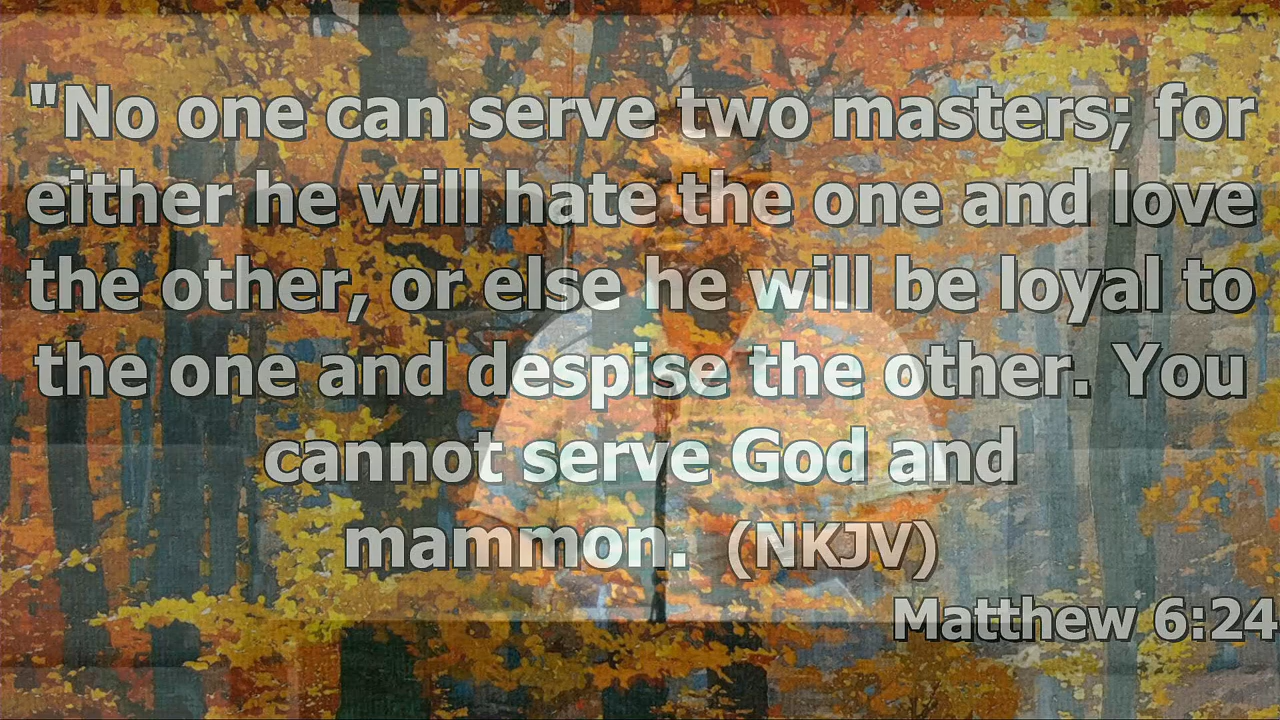 "No one can serve two masters; for
either he will hate the one and love
the other, or else he will be loyal to
the one and despise the other. You
cannot serve God and
mammon.  (NKJV)
Matthew 6:24